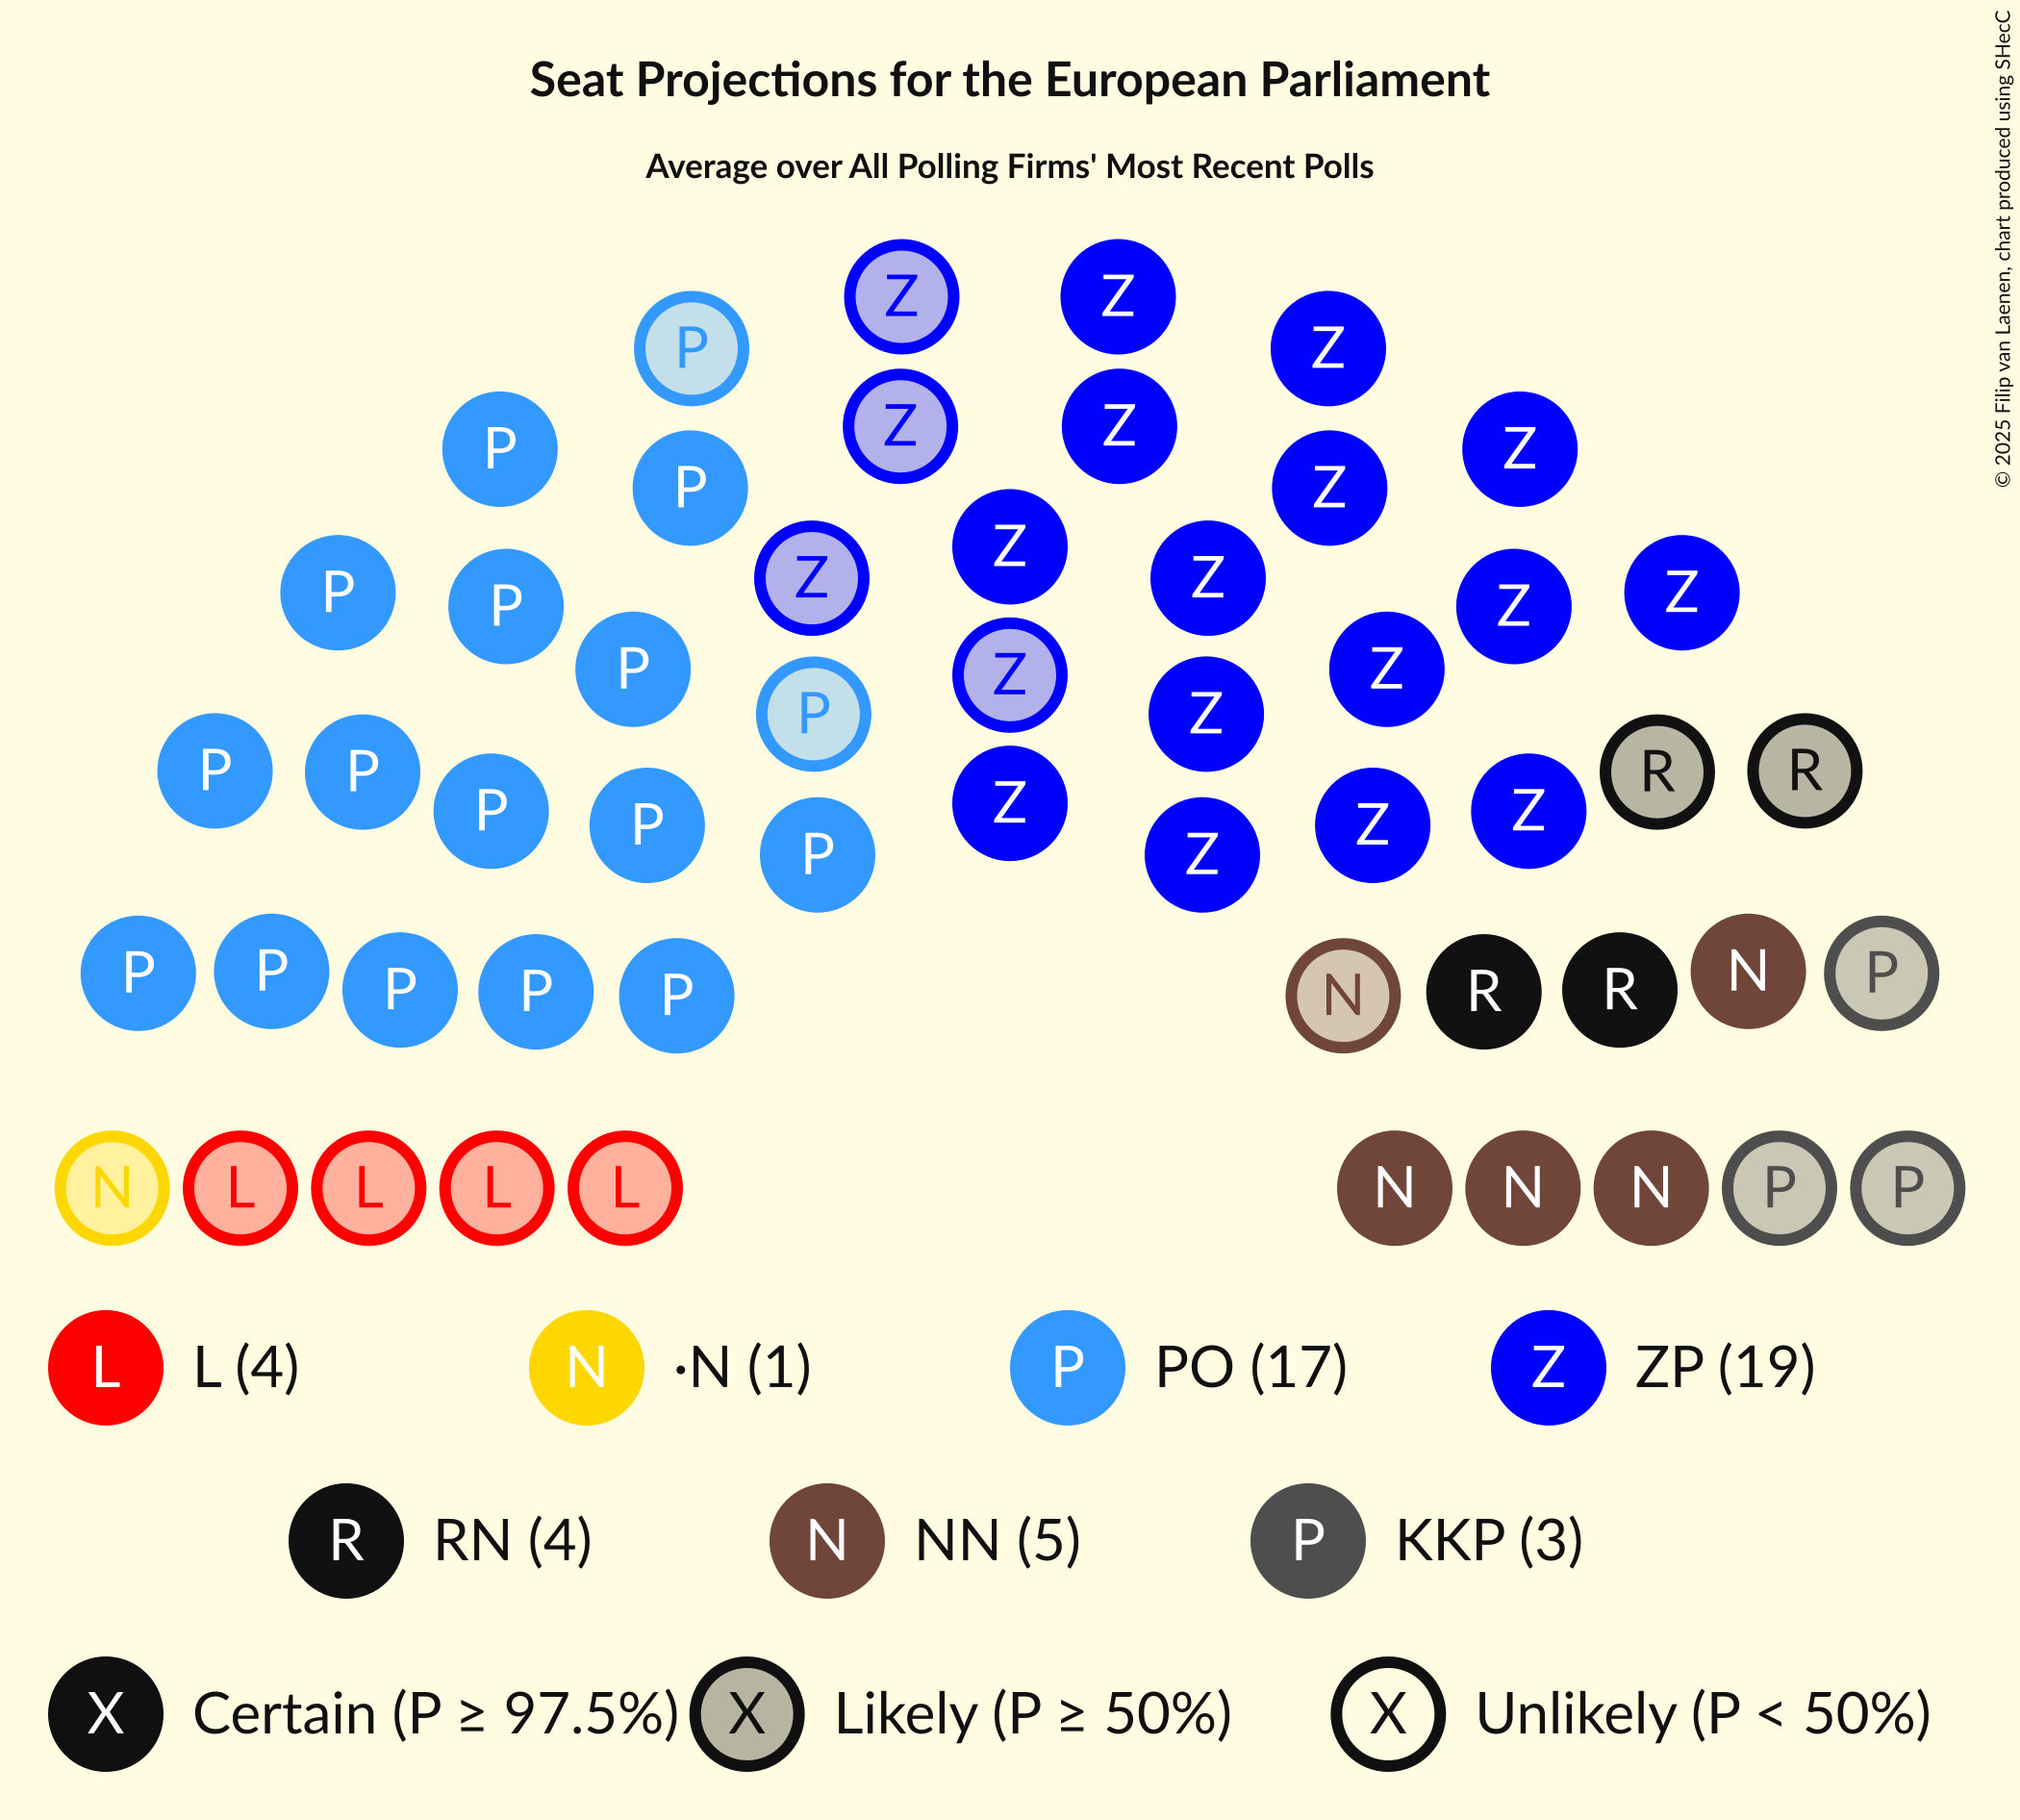 © 2025 Filip van Laenen, chart produced using SHecC
Seat Projections for the European Parliament
Average over All Polling Firms' Most Recent Polls
Z Z
P Z
Z Z
P Z
P Z
Z
Z Z
P Z
P Z
P Z
Z
P Z
P P R R
Z
P Z
P Z
P Z
P P P P P N R R N P
N L L L L N N N P P
L L (4) N ·N (1) P PO (17) Z ZP (19)
R RN (4) N NN (5) P KKP (3)
X Certain (P ≥ 97.5%) X Likely (P ≥ 50%) X Unlikely (P < 50%)